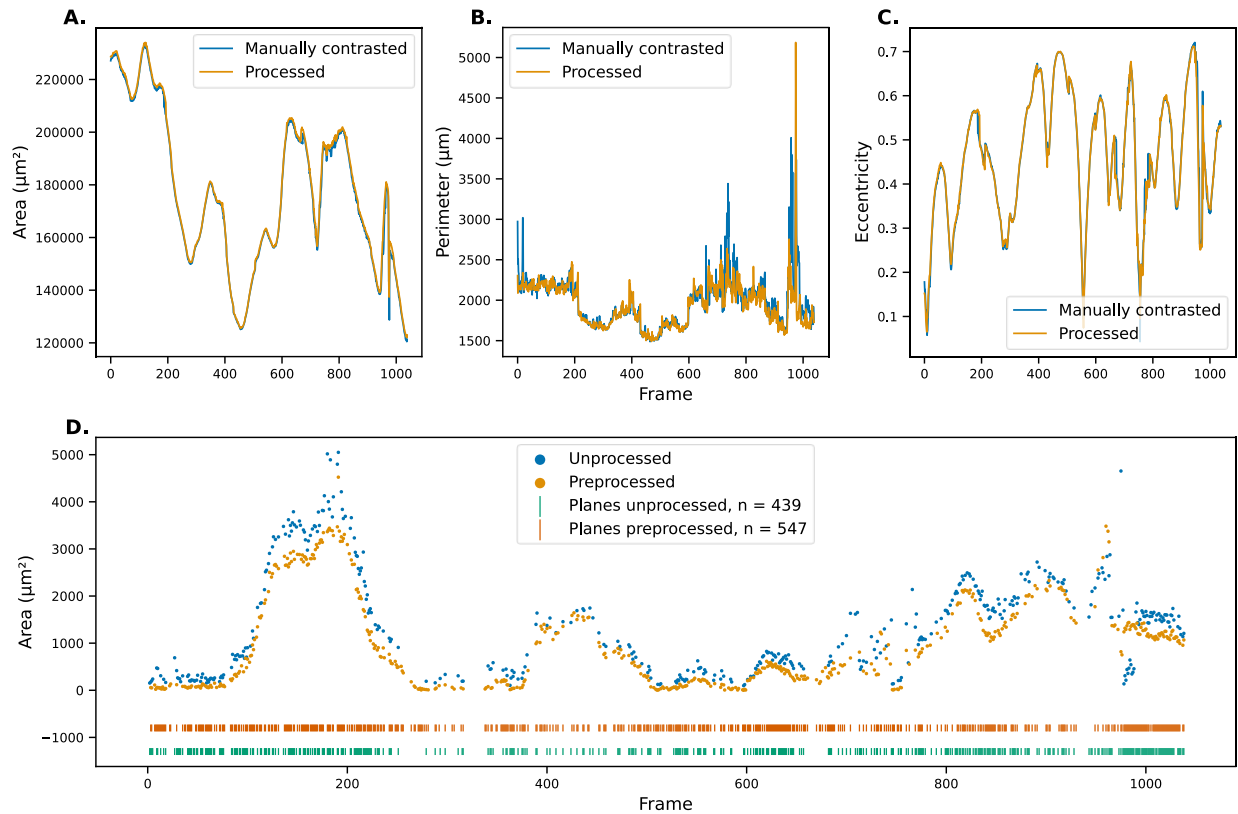 A.
Manually contrasted
Processed
Area (μm²)
220000
200000
180000
160000
140000
120000
0
200
400
600
800
1000
B.
Manually contrasted
Processed
Perimeter (μm)
5000
4500
4000
3500
3000
2500
2000
1500
0
200
400
600
800
1000
Frame
C.
Manually contrasted
Processed
Eccentricity
0.7
0.6
0.5
0.4
0.3
0.2
0.1
0
200
400
600
800
1000
D.
Unprocessed
Preprocessed
Planes unprocessed, n = 439
Planes preprocessed, n = 547
Area (μm²)
5000
4000
3000
2000
1000
0
−1000
0
200
400
600
800
1000
Frame